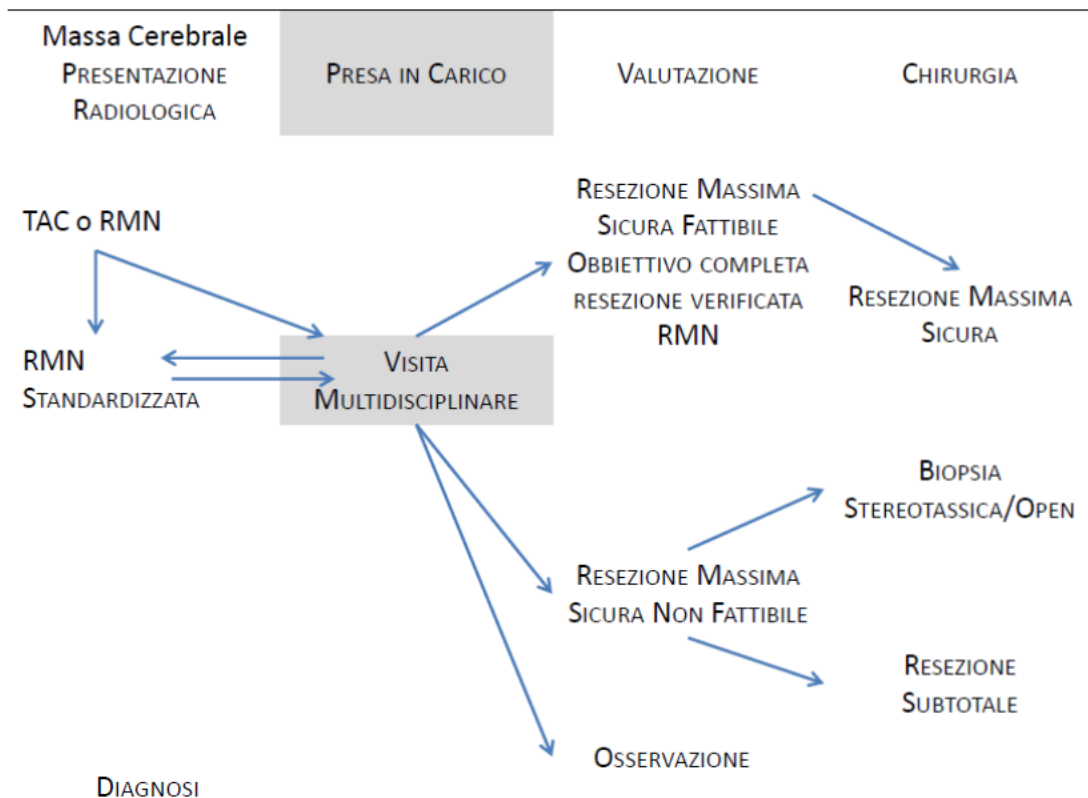 Massa Cerebrale
Presentazione
Radiologica
Presa in Carico
Valutazione
Chirurgia
TAC o RMN
RMN
Standardizzata
Visita
Multidisciplinare
Resezione Massima
Sicura Fattibile
Obbiettivo completa
resezione verificata
RMN
Resezione Massima
Sicura
Biopsia
Stereotassica/Open
Resezione Massima
Sicura Non Fattibile
Resezione
Subtotale
Osservazione
Diagnosi